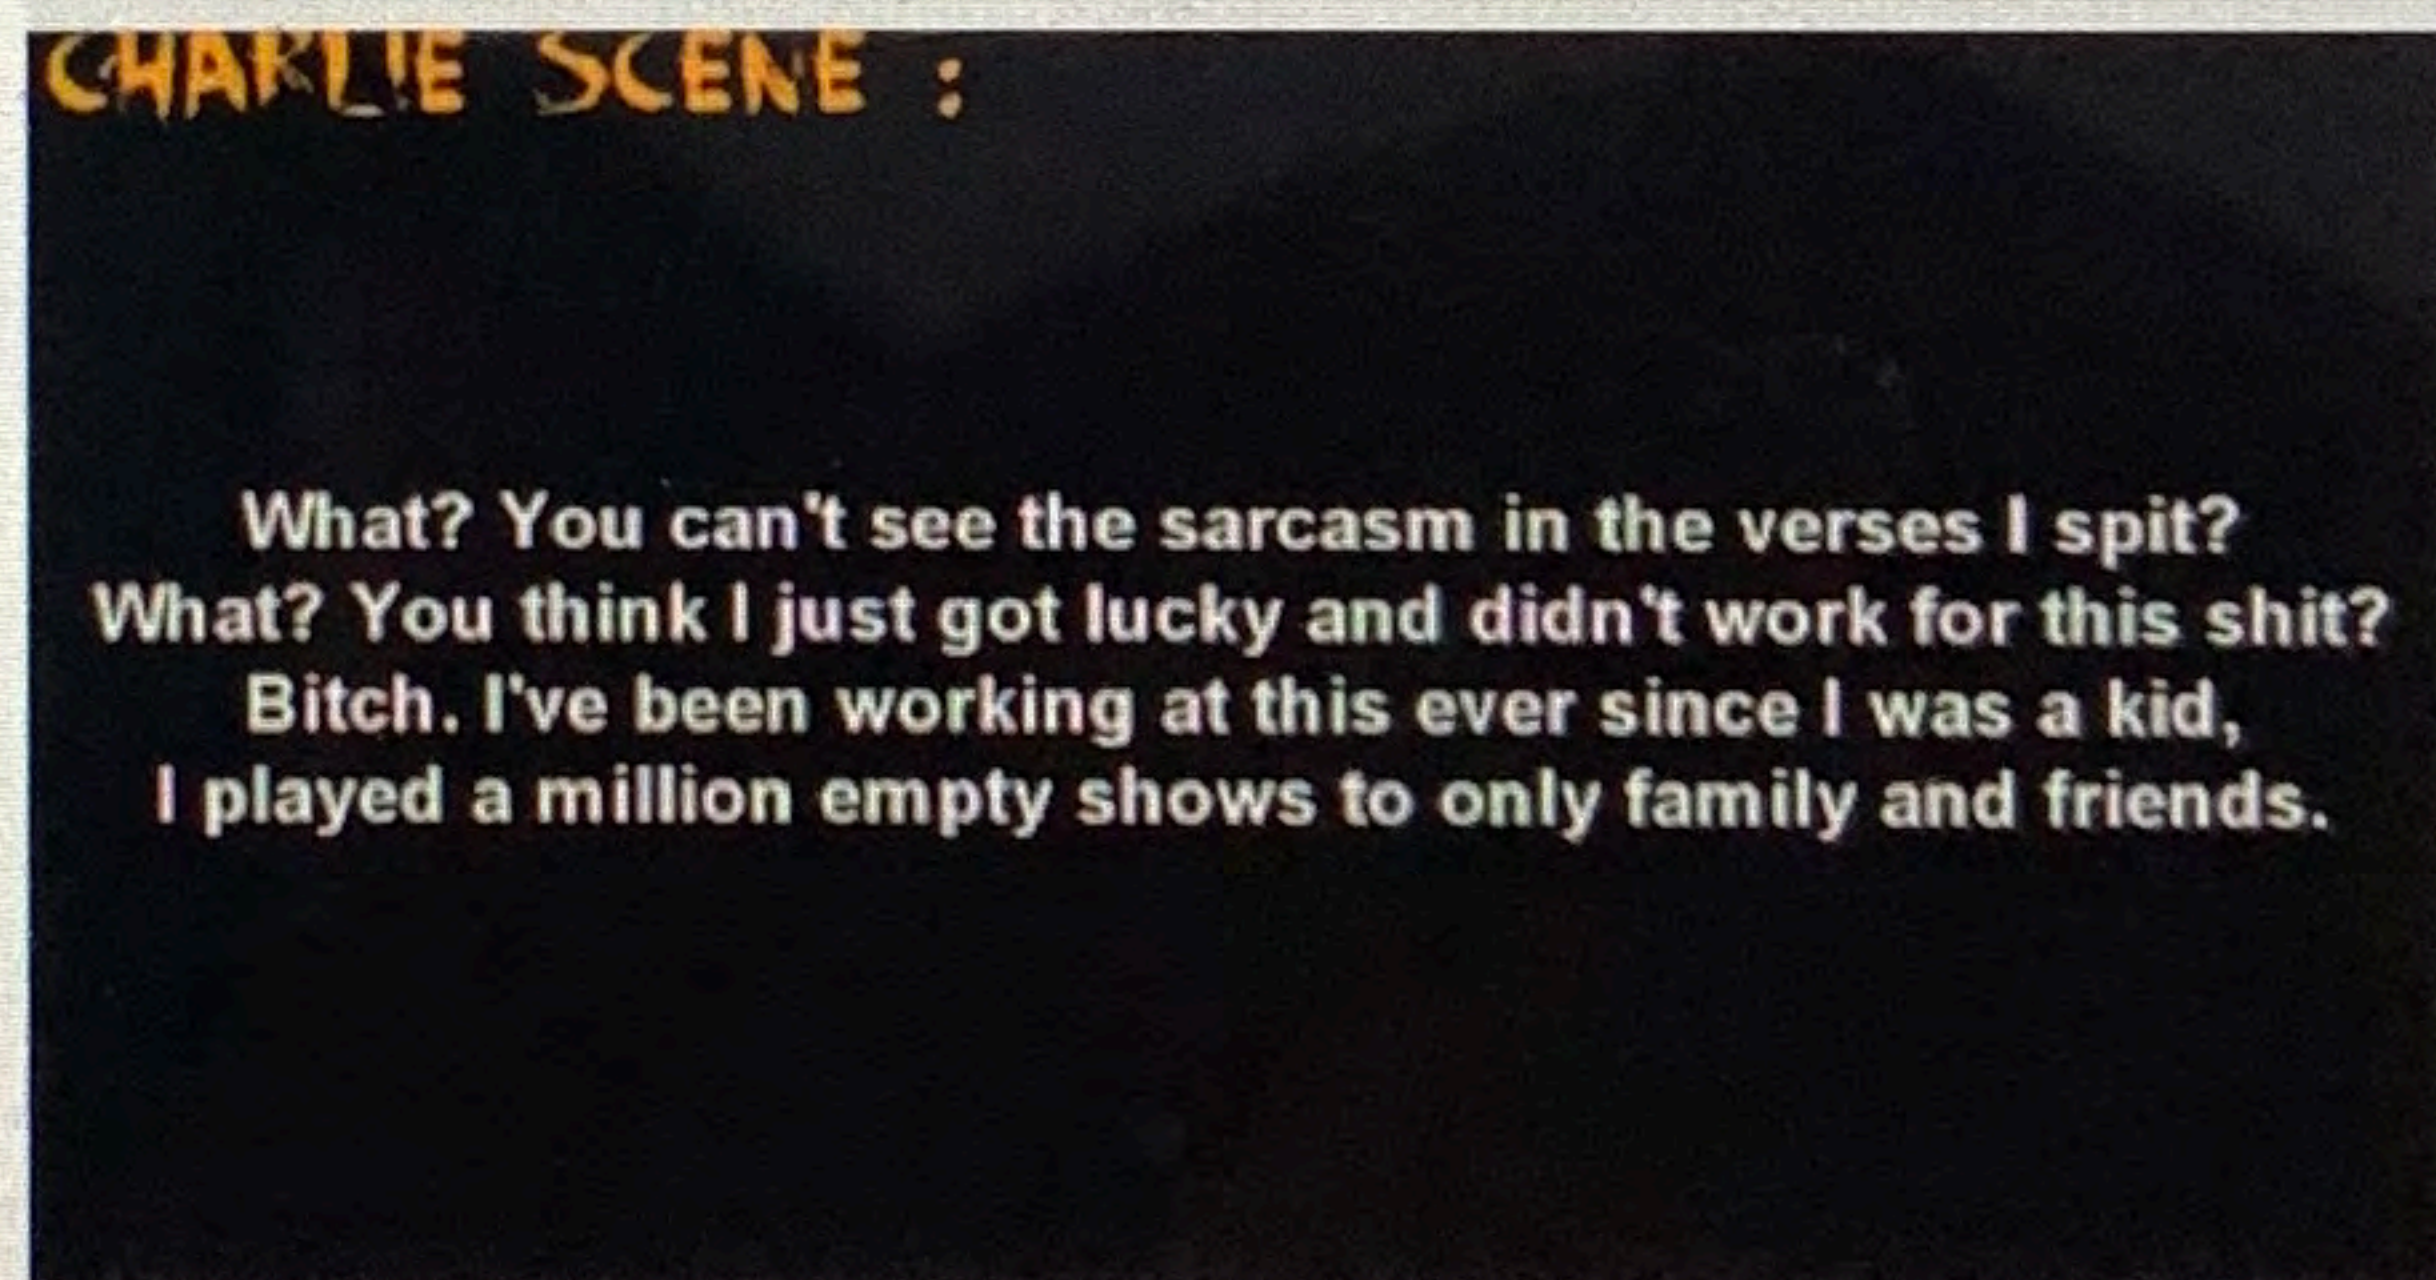 CHARLIE SCENE :
What? You can't see the sarcasm in the verses I spit?
What? You think I just got lucky and didn't work for this shit?
Bitch. I've been working at this ever since I was a kid,
I played a million empty shows to only family and friends.